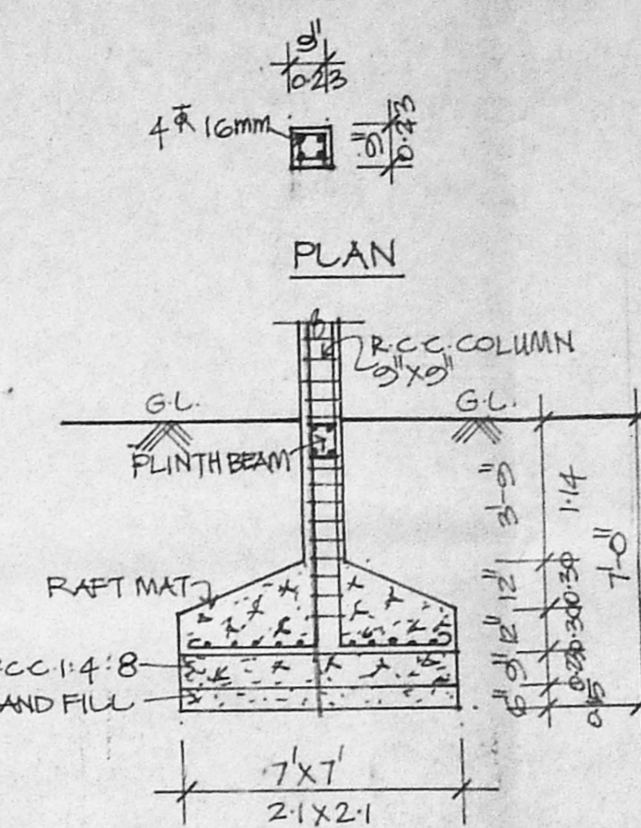 9"
0.23
4 Φ 16mm
9"
0.23
PLAN
R.C.C. COLUMN
9"X9"
G.L.
G.L.
PLINTH BEAM
3'-9"
1.14
7'-0"
RAFT MAT
12"
0.30
12"
0.30
C.C. 1:4:8
9"
AND FILL
6"
0.15
7'X7'
2.1X2.1